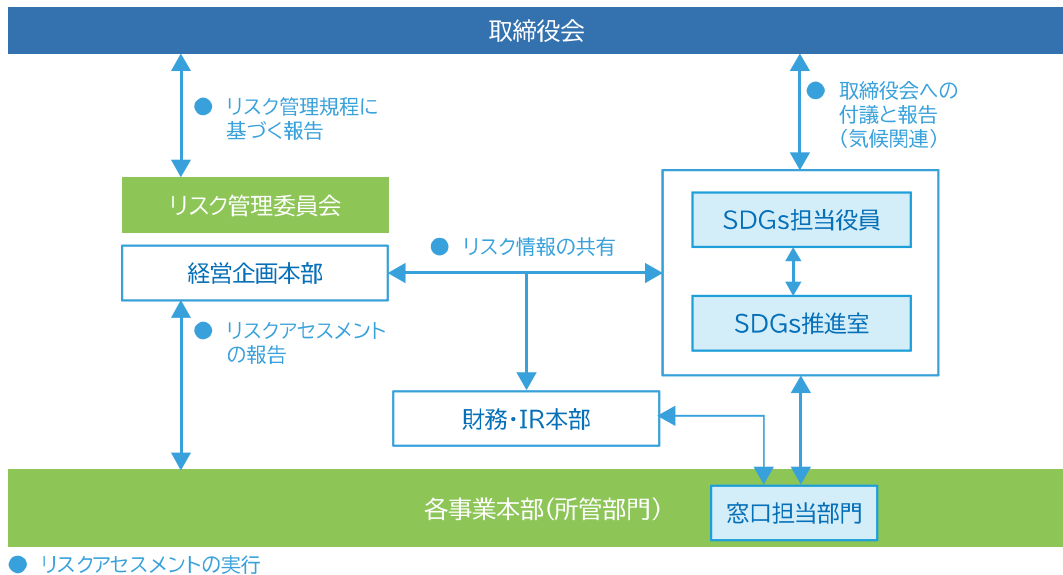 取締役会
● リスク管理規程に
基づく報告
● 取締役会への
付議と報告
（気候関連）
リスク管理委員会
SDGs担当役員
● リスク情報の共有
経営企画本部
SDGs推進室
● リスクアセスメント
の報告
財務・IR本部
各事業本部（所管部門）
窓口担当部門
● リスクアセスメントの実行